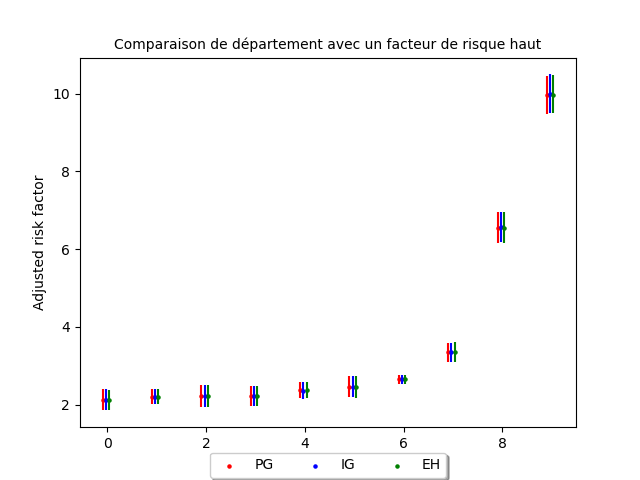 Comparaison de département avec un facteur de risque haut
Adjusted risk factor
10
8
6
4
2
0 2 4 6 8
PG IG EH